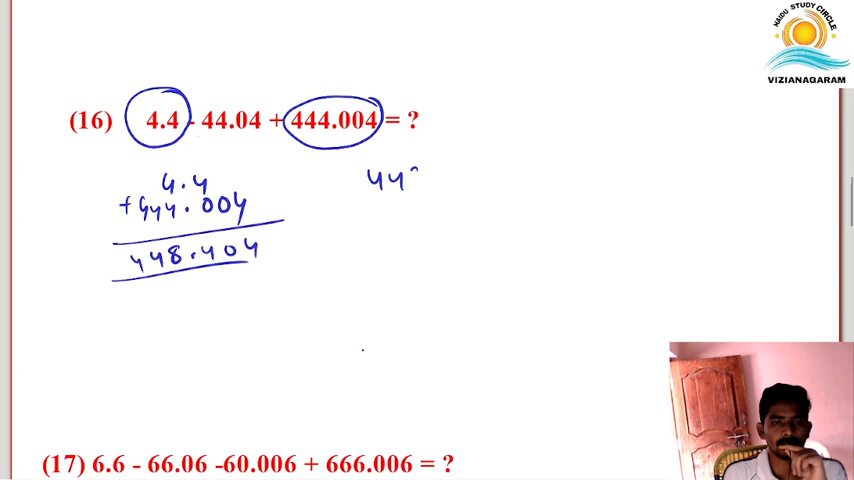 NAIDU STUDY CIRCLE
VIZIANAGARAM
(16) 4.4 - 44.04 + 444.004 = ?
4.4
+444.004
448.404
44
(17) 6.6 - 66.06 -60.006 + 666.006 = ?